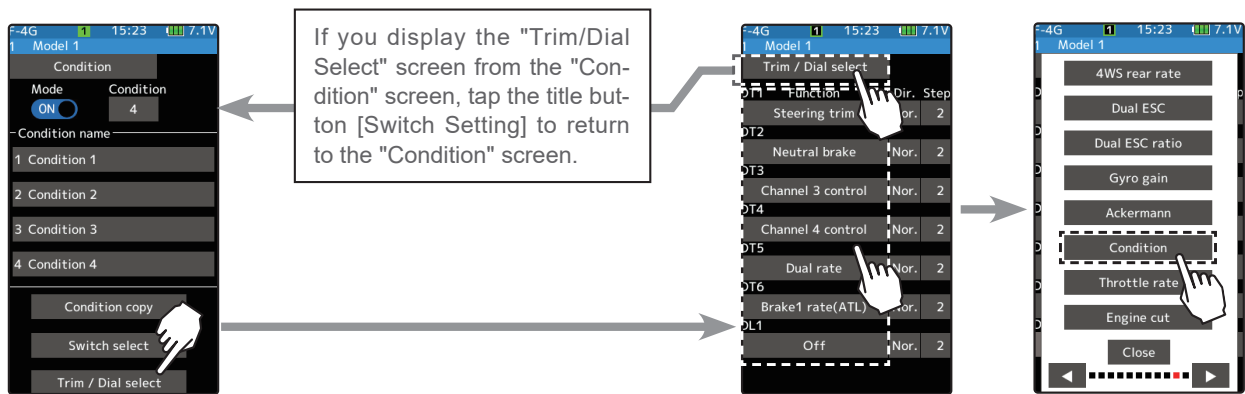 F-4G 1 15:23 7.1V
1 Model 1
Condition
Mode Condition
ON 4
Condition name
1 Condition 1
2 Condition 2
3 Condition 3
4 Condition 4
Condition copy
Switch select
Trim / Dial select
If you display the "Trim/Dial
Select" screen from the "Con-
dition" screen, tap the title but-
ton [Switch Setting] to return
to the "Condition" screen.
F-4G 1 15:23 7.1V
1 Model 1
Trim / Dial select
DT1 Function Dir. Step
Steering trim Nor. 2
DT2
Neutral brake Nor. 2
DT3
Channel 3 control Nor. 2
DT4
Channel 4 control Nor. 2
DT5
Dual rate Nor. 2
DT6
Brake1 rate(ATL) Nor. 2
DL1
Off Nor. 2
F-4G 1 15:23 7.1V
1 Model 1
4WS rear rate
Dual ESC
Dual ESC ratio
Gyro gain
Ackermann
Condition
Throttle rate
Engine cut
Close